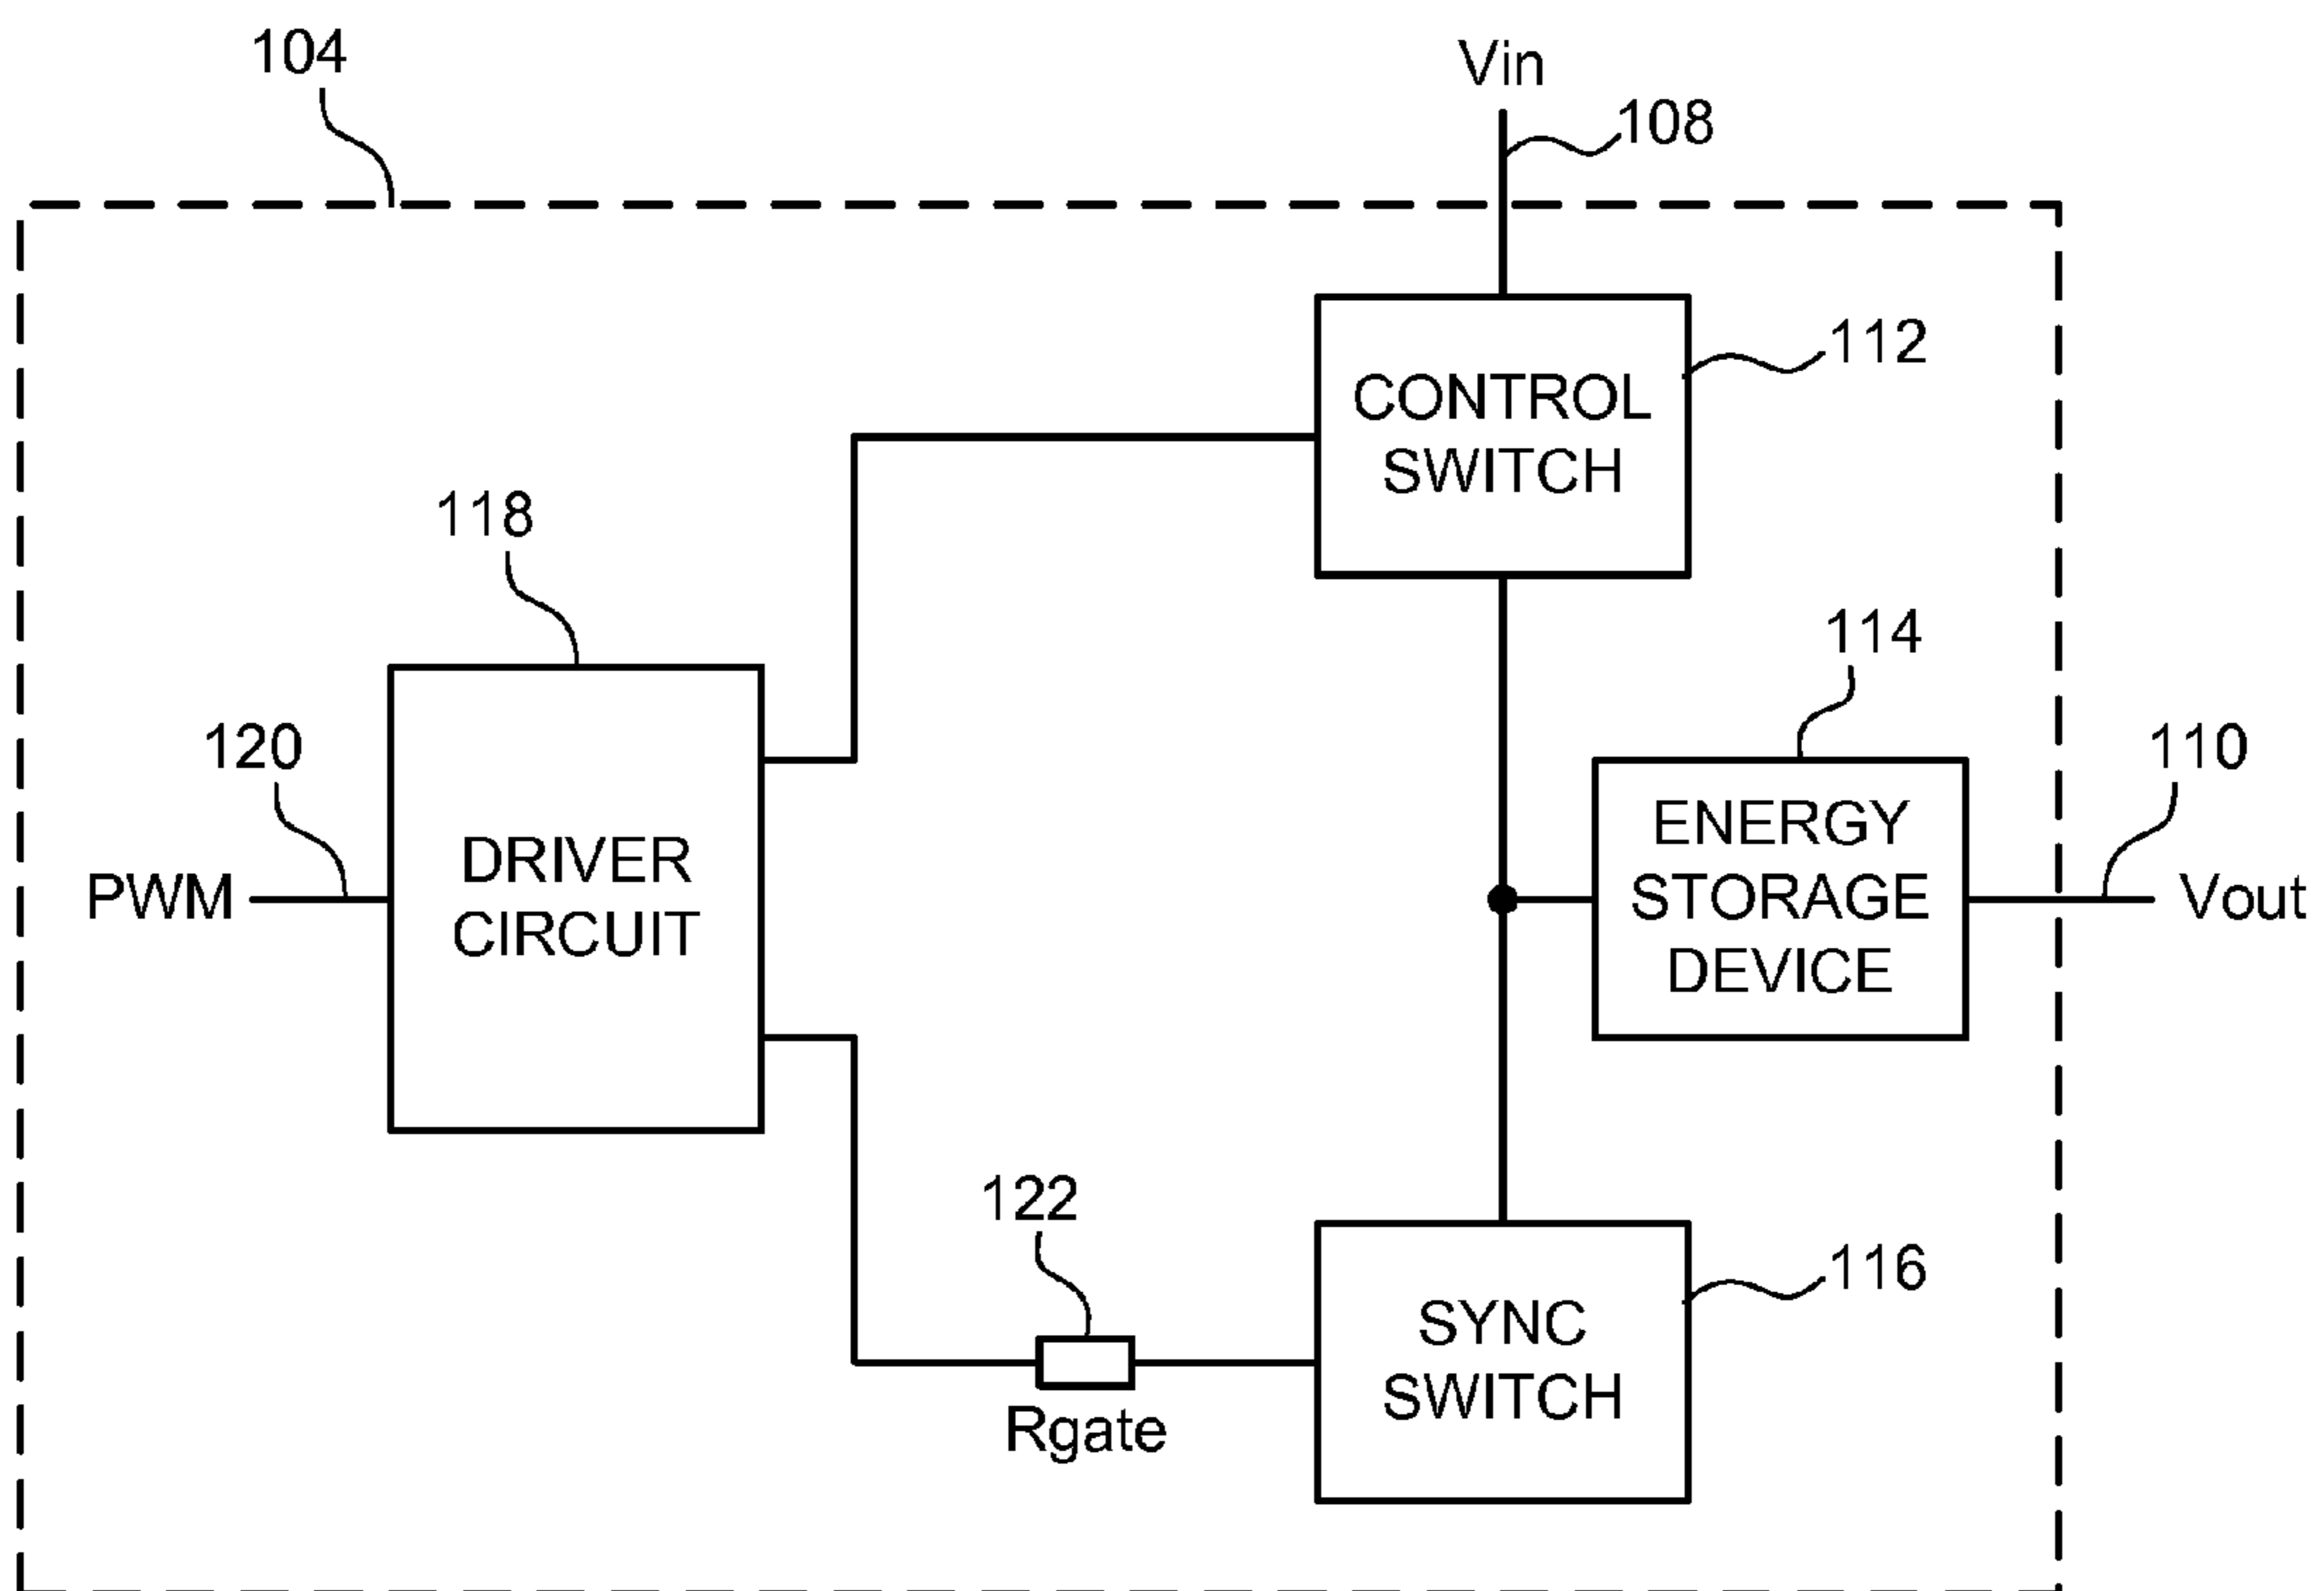 104
Vin
108
112
CONTROL
SWITCH
118
114
120
110
ENERGY
STORAGE
DEVICE
DRIVER
CIRCUIT
PWM
Vout
122
116
SYNC
SWITCH
Rgate